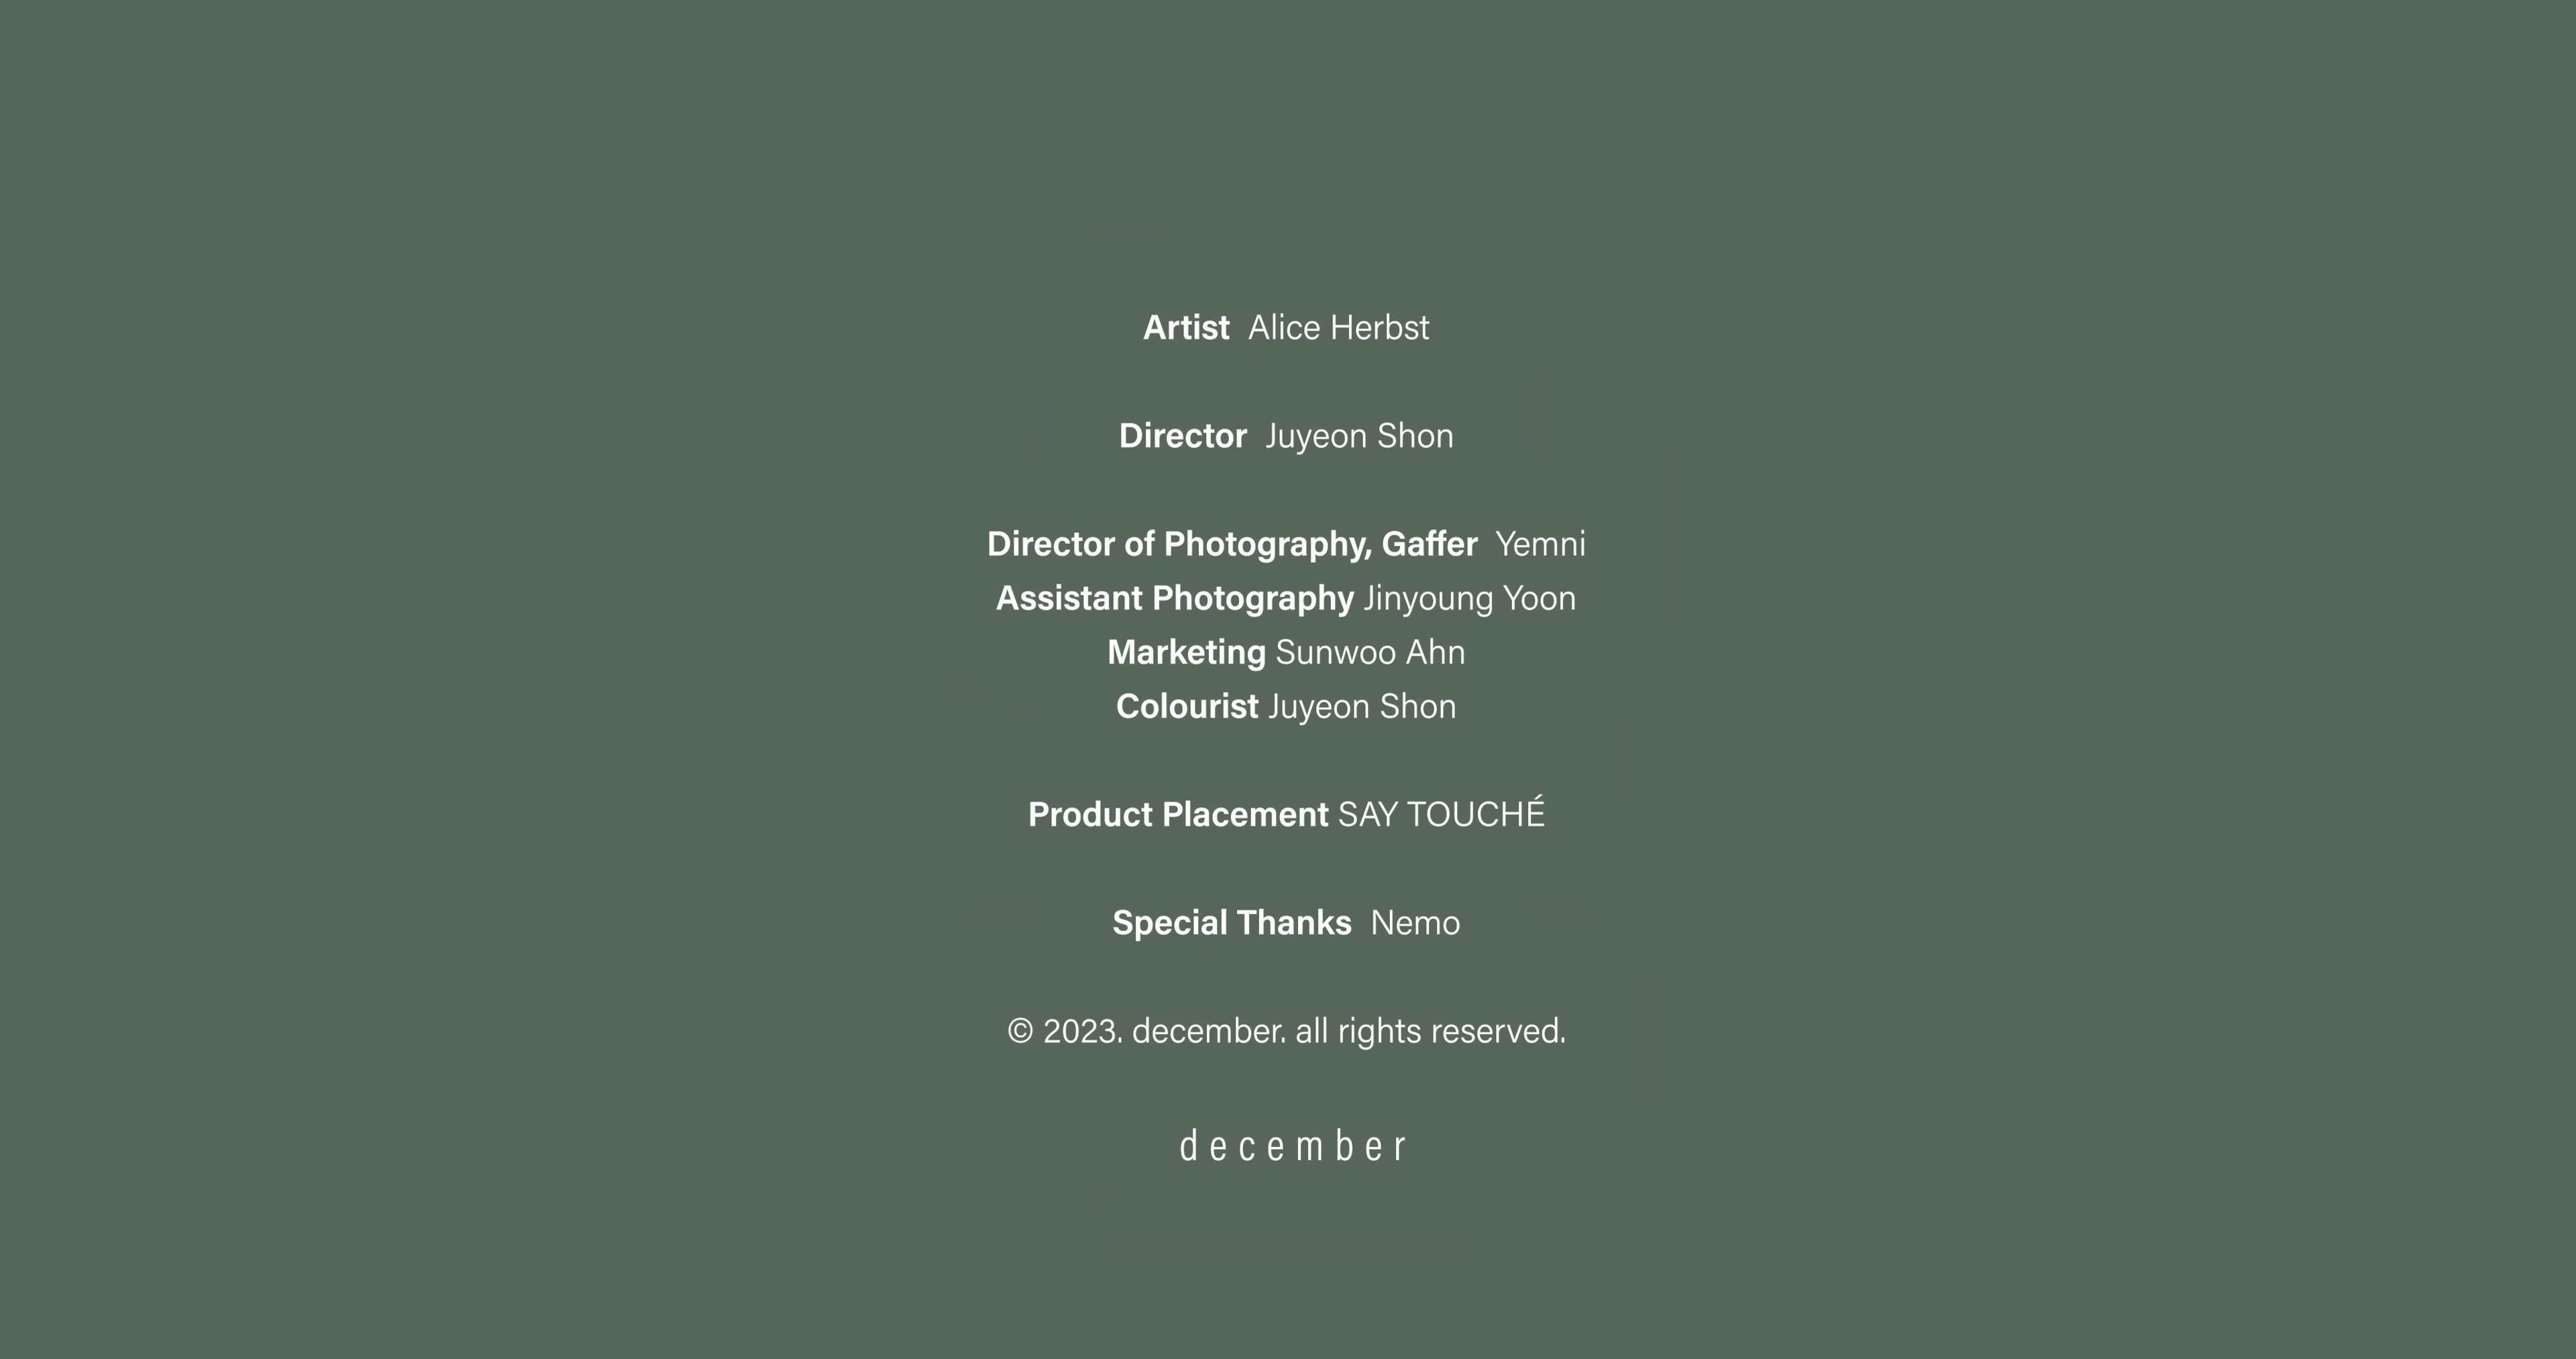 Artist  Alice Herbst
Director  Juyeon Shon
Director of Photography, Gaffer  Yemni
Assistant Photography Jinyoung Yoon
Marketing Sunwoo Ahn
Colourist Juyeon Shon
Product Placement SAY TOUCHÉ
Special Thanks  Nemo
© 2023. december. all rights reserved.
december